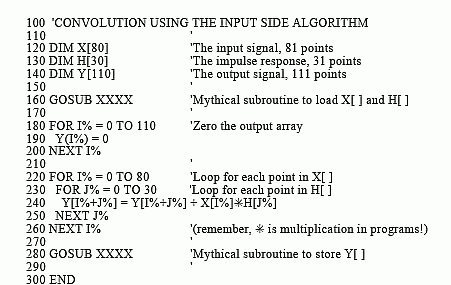 100 'CONVOLUTION USING THE INPUT SIDE ALGORITHM
110 '
120 DIM X[80] 'The input signal, 81 points
130 DIM H[30] 'The impulse response, 31 points
140 DIM Y[110] 'The output signal, 111 points
150 '
160 GOSUB XXXX 'Mythical subroutine to load X[ ] and H[ ]
170 '
180 FOR I% = 0 TO 110 'Zero the output array
190 Y(I%) = 0
200 NEXT I%
210 '
220 FOR I% = 0 TO 80 'Loop for each point in X[ ]
230 FOR J% = 0 TO 30 'Loop for each point in H[ ]
240 Y[I%+J%] = Y[I%+J%] + X[I%]*H[J%]
250 NEXT J%
260 NEXT I% '(remember, * is multiplication in programs!)
270 '
280 GOSUB XXXX 'Mythical subroutine to store Y[ ]
290 '
300 END